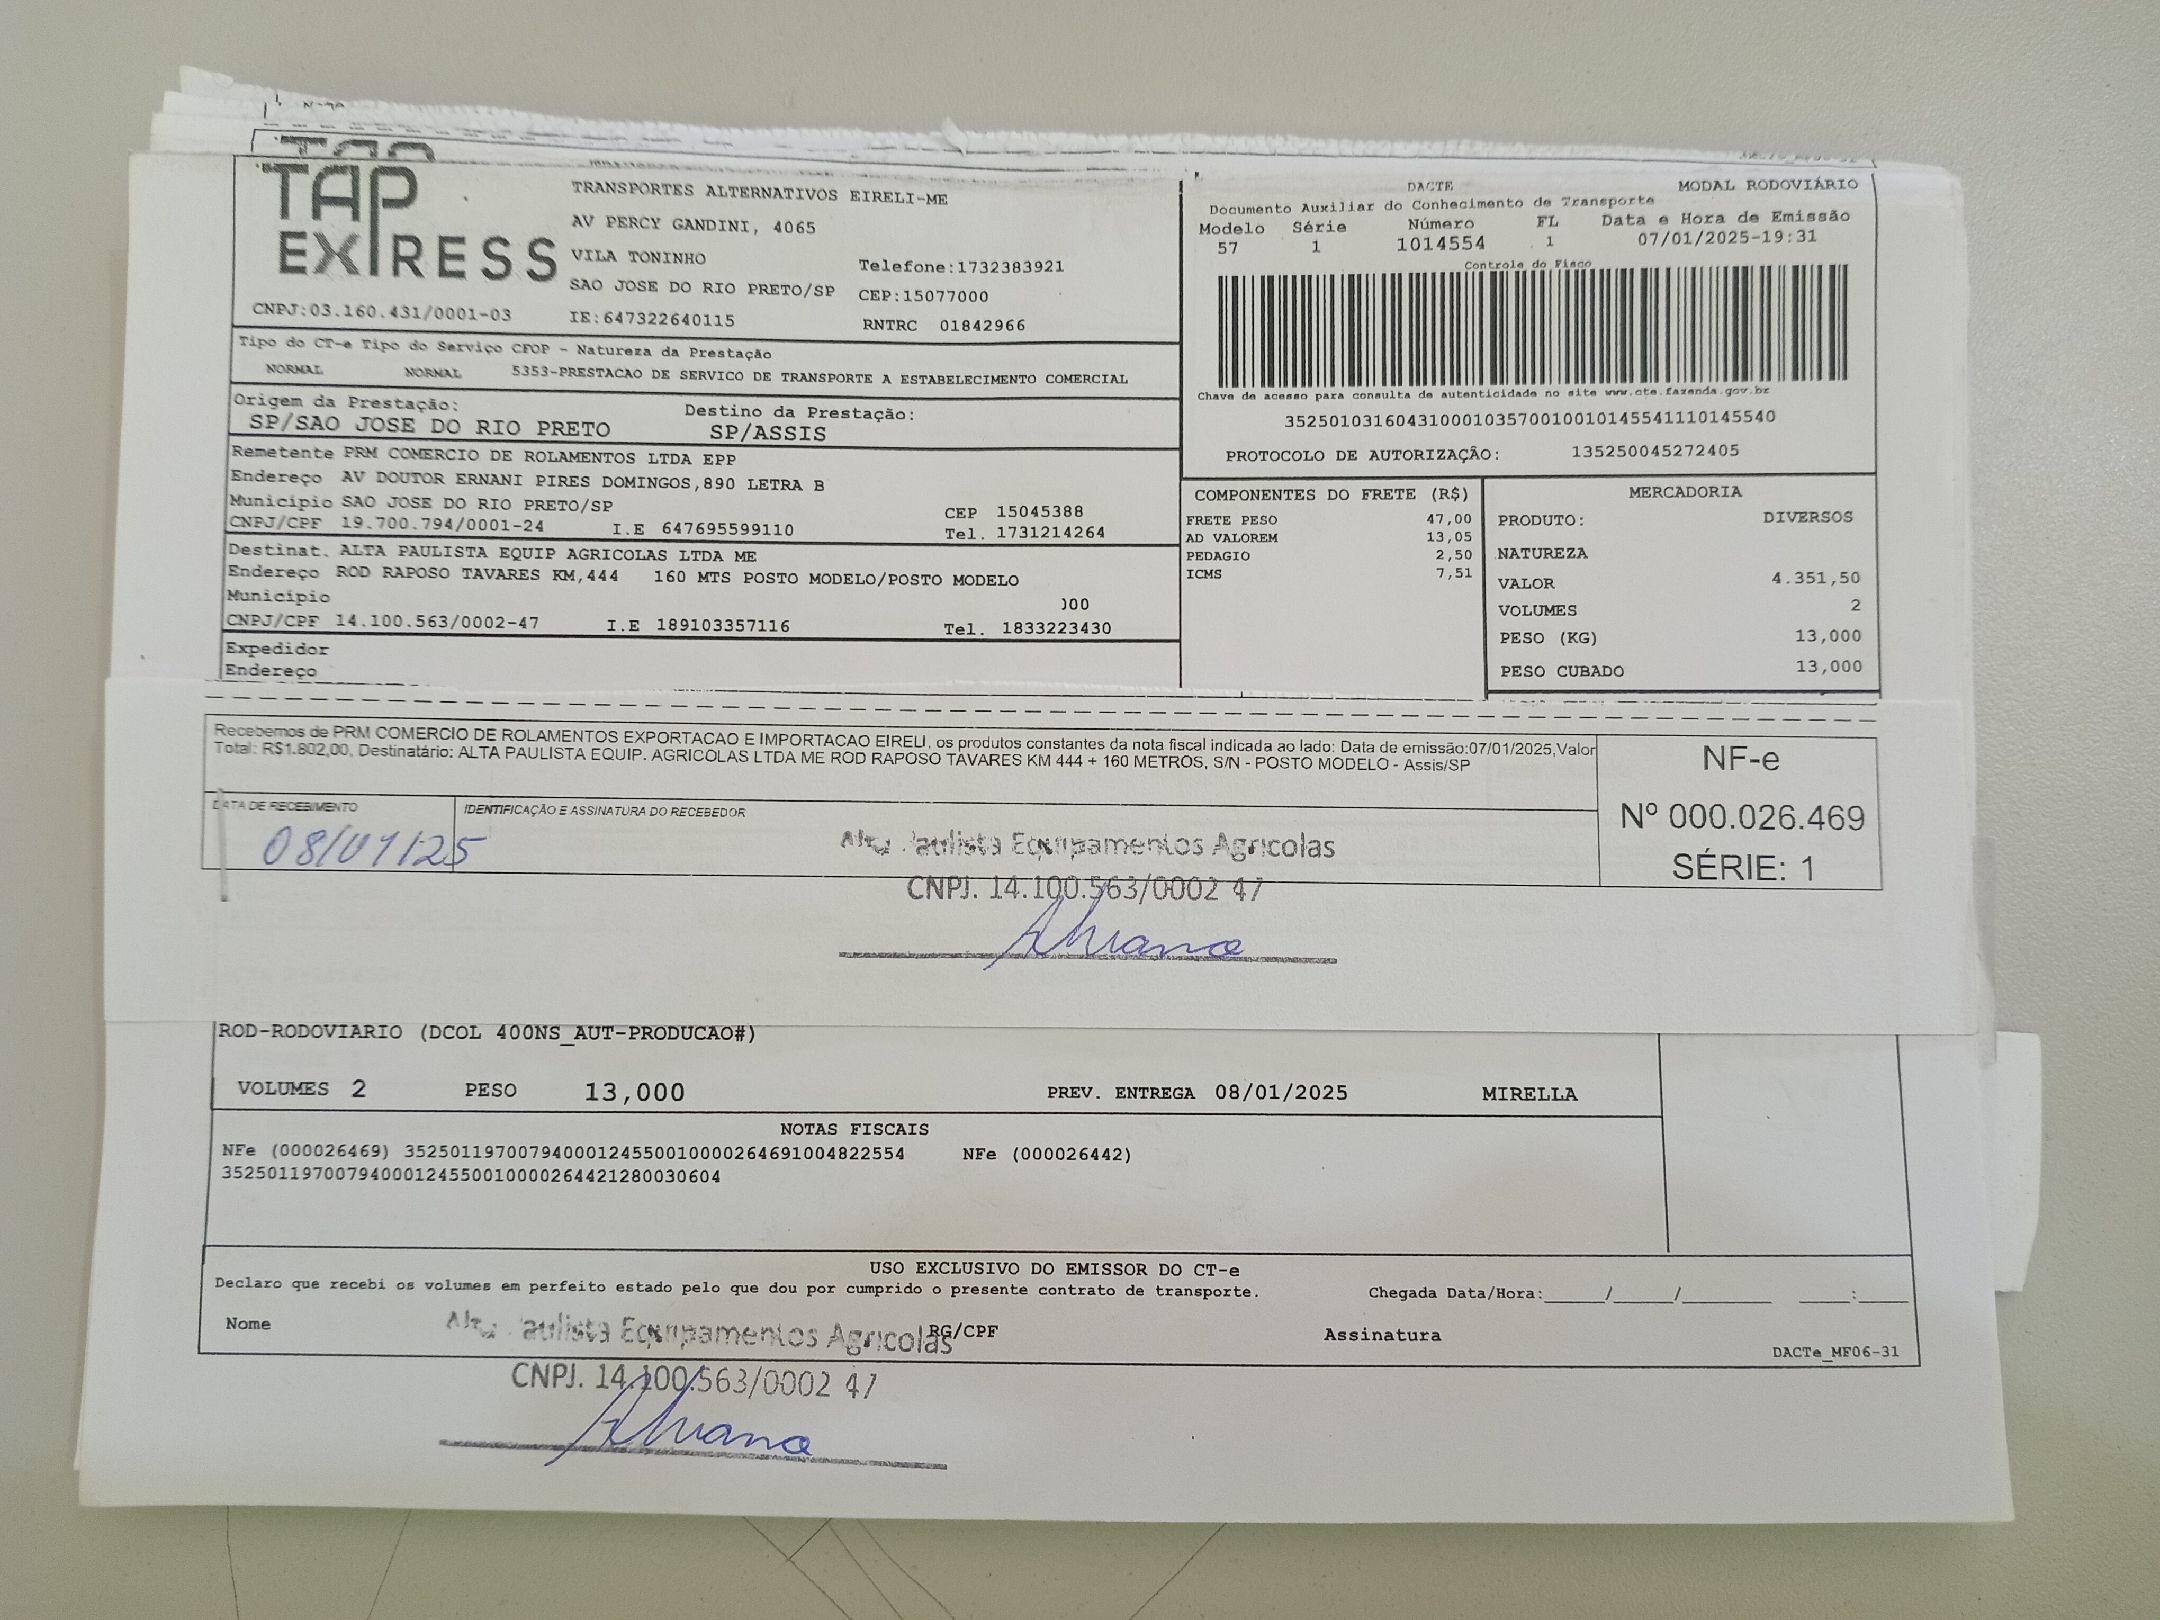 TAP
EXPRESS
TRANSPORTES ALTERNATIVOS EIRELI-ME
AV PERCY GANDINI, 4065
VILA TONINHO
Telefone:1732383921
SAO JOSE DO RIO PRETO/SP CEP:15077000
CNPJ:03.160.431/0001-03 IE:647322640115 RNTRC 01842966
DACTE MODAL RODOVIÁRIO
Documento Auxiliar do Conhecimento de Transporte
Modelo Série Número FL Data e Hora de Emissão
57 1 1014554 1 07/01/2025-19:31
Controle do Fisco
Chave de acesso para consulta de autenticidade no site www.cte.fazenda.gov.br
35250103160431000103570010010145541110145540
PROTOCOLO DE AUTORIZAÇÃO: 135250045272405
Tipo do CT-e Tipo do Serviço CFOP - Natureza da Prestação
NORMAL NORMAL 5353-PRESTACAO DE SERVICO DE TRANSPORTE A ESTABELECIMENTO COMERCIAL
Origem da Prestação: Destino da Prestação:
SP/SAO JOSE DO RIO PRETO SP/ASSIS
Remetente PRM COMERCIO DE ROLAMENTOS LTDA EPP
Endereço AV DOUTOR ERNANI PIRES DOMINGOS,890 LETRA B
Município SAO JOSE DO RIO PRETO/SP CEP 15045388
CNPJ/CPF 19.700.794/0001-24 I.E 647695599110 Tel. 1731214264
Destinat. ALTA PAULISTA EQUIP AGRICOLAS LTDA ME
Endereço ROD RAPOSO TAVARES KM,444 160 MTS POSTO MODELO/POSTO MODELO
Município 00
CNPJ/CPF 14.100.563/0002-47 I.E 189103357116 Tel. 1833223430
Expedidor
Endereço
COMPONENTES DO FRETE (R$)
FRETE PESO 47,00
AD VALOREM 13,05
PEDAGIO 2,50
ICMS 7,51
MERCADORIA
PRODUTO: DIVERSOS
NATUREZA
VALOR 4.351,50
VOLUMES 2
PESO (KG) 13,000
PESO CUBADO 13,000
Recebemos de PRM COMERCIO DE ROLAMENTOS EXPORTACAO E IMPORTACAO EIRELI, os produtos constantes da nota fiscal indicada ao lado: Data de emissão:07/01/2025,Valor
Total: R$1.802,00, Destinatário: ALTA PAULISTA EQUIP. AGRICOLAS LTDA ME ROD RAPOSO TAVARES KM 444 + 160 METROS, S/N - POSTO MODELO - Assis/SP
NF-e
Nº 000.026.469
SÉRIE: 1
DATA DE RECEBIMENTO IDENTIFICAÇÃO E ASSINATURA DO RECEBEDOR
08/01/25
Alta Paulista Equipamentos Agricolas
CNPJ. 14.100.563/0002 47
Adriana
ROD-RODOVIARIO (DCOL 400NS_AUT-PRODUCAO#)
VOLUMES 2 PESO 13,000 PREV. ENTREGA 08/01/2025 MIRELLA
NOTAS FISCAIS
NFe (000026469) 35250119700794000124550010000264691004822554 NFe (000026442)
35250119700794000124550010000264421280030604
USO EXCLUSIVO DO EMISSOR DO CT-e
Declaro que recebi os volumes em perfeito estado pelo que dou por cumprido o presente contrato de transporte. Chegada Data/Hora:_____/_____/_______ ____:____
Nome RG/CPF Assinatura
Alta Paulista Equipamentos Agricolas
DACTe_MF06-31
CNPJ. 14.100.563/0002 47
Adriana